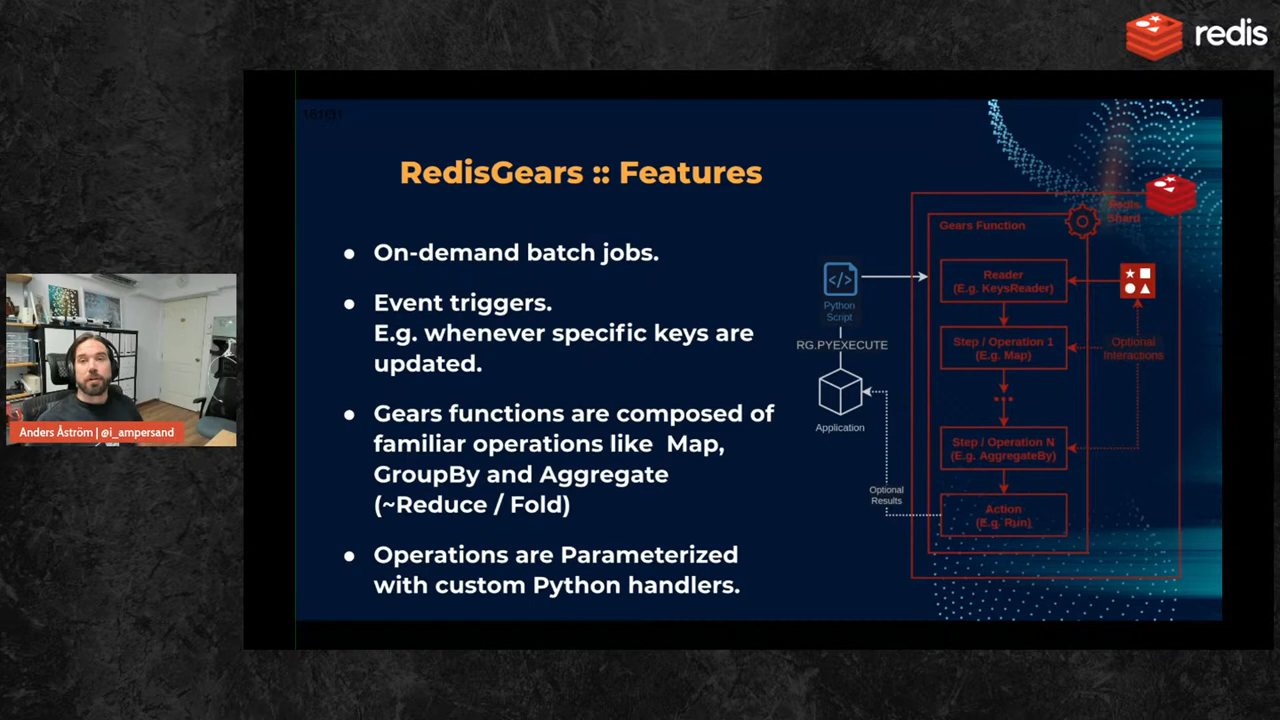 redis
RedisGears :: Features
● On-demand batch jobs.
● Event triggers.
E.g. whenever specific keys are
updated.
● Gears functions are composed of
familiar operations like Map,
GroupBy and Aggregate
(~Reduce / Fold)
● Operations are Parameterized
with custom Python handlers.
Python
Script
RG.PYEXECUTE
Application
Optional
Results
Redis
Shard
Gears Function
Reader
(E.g. KeysReader)
Step / Operation 1
(E.g. Map)
...
Step / Operation N
(E.g. AggregateBy)
Action
(E.g. Run)
Optional
Interactions
Anders Åström | @i_ampersand